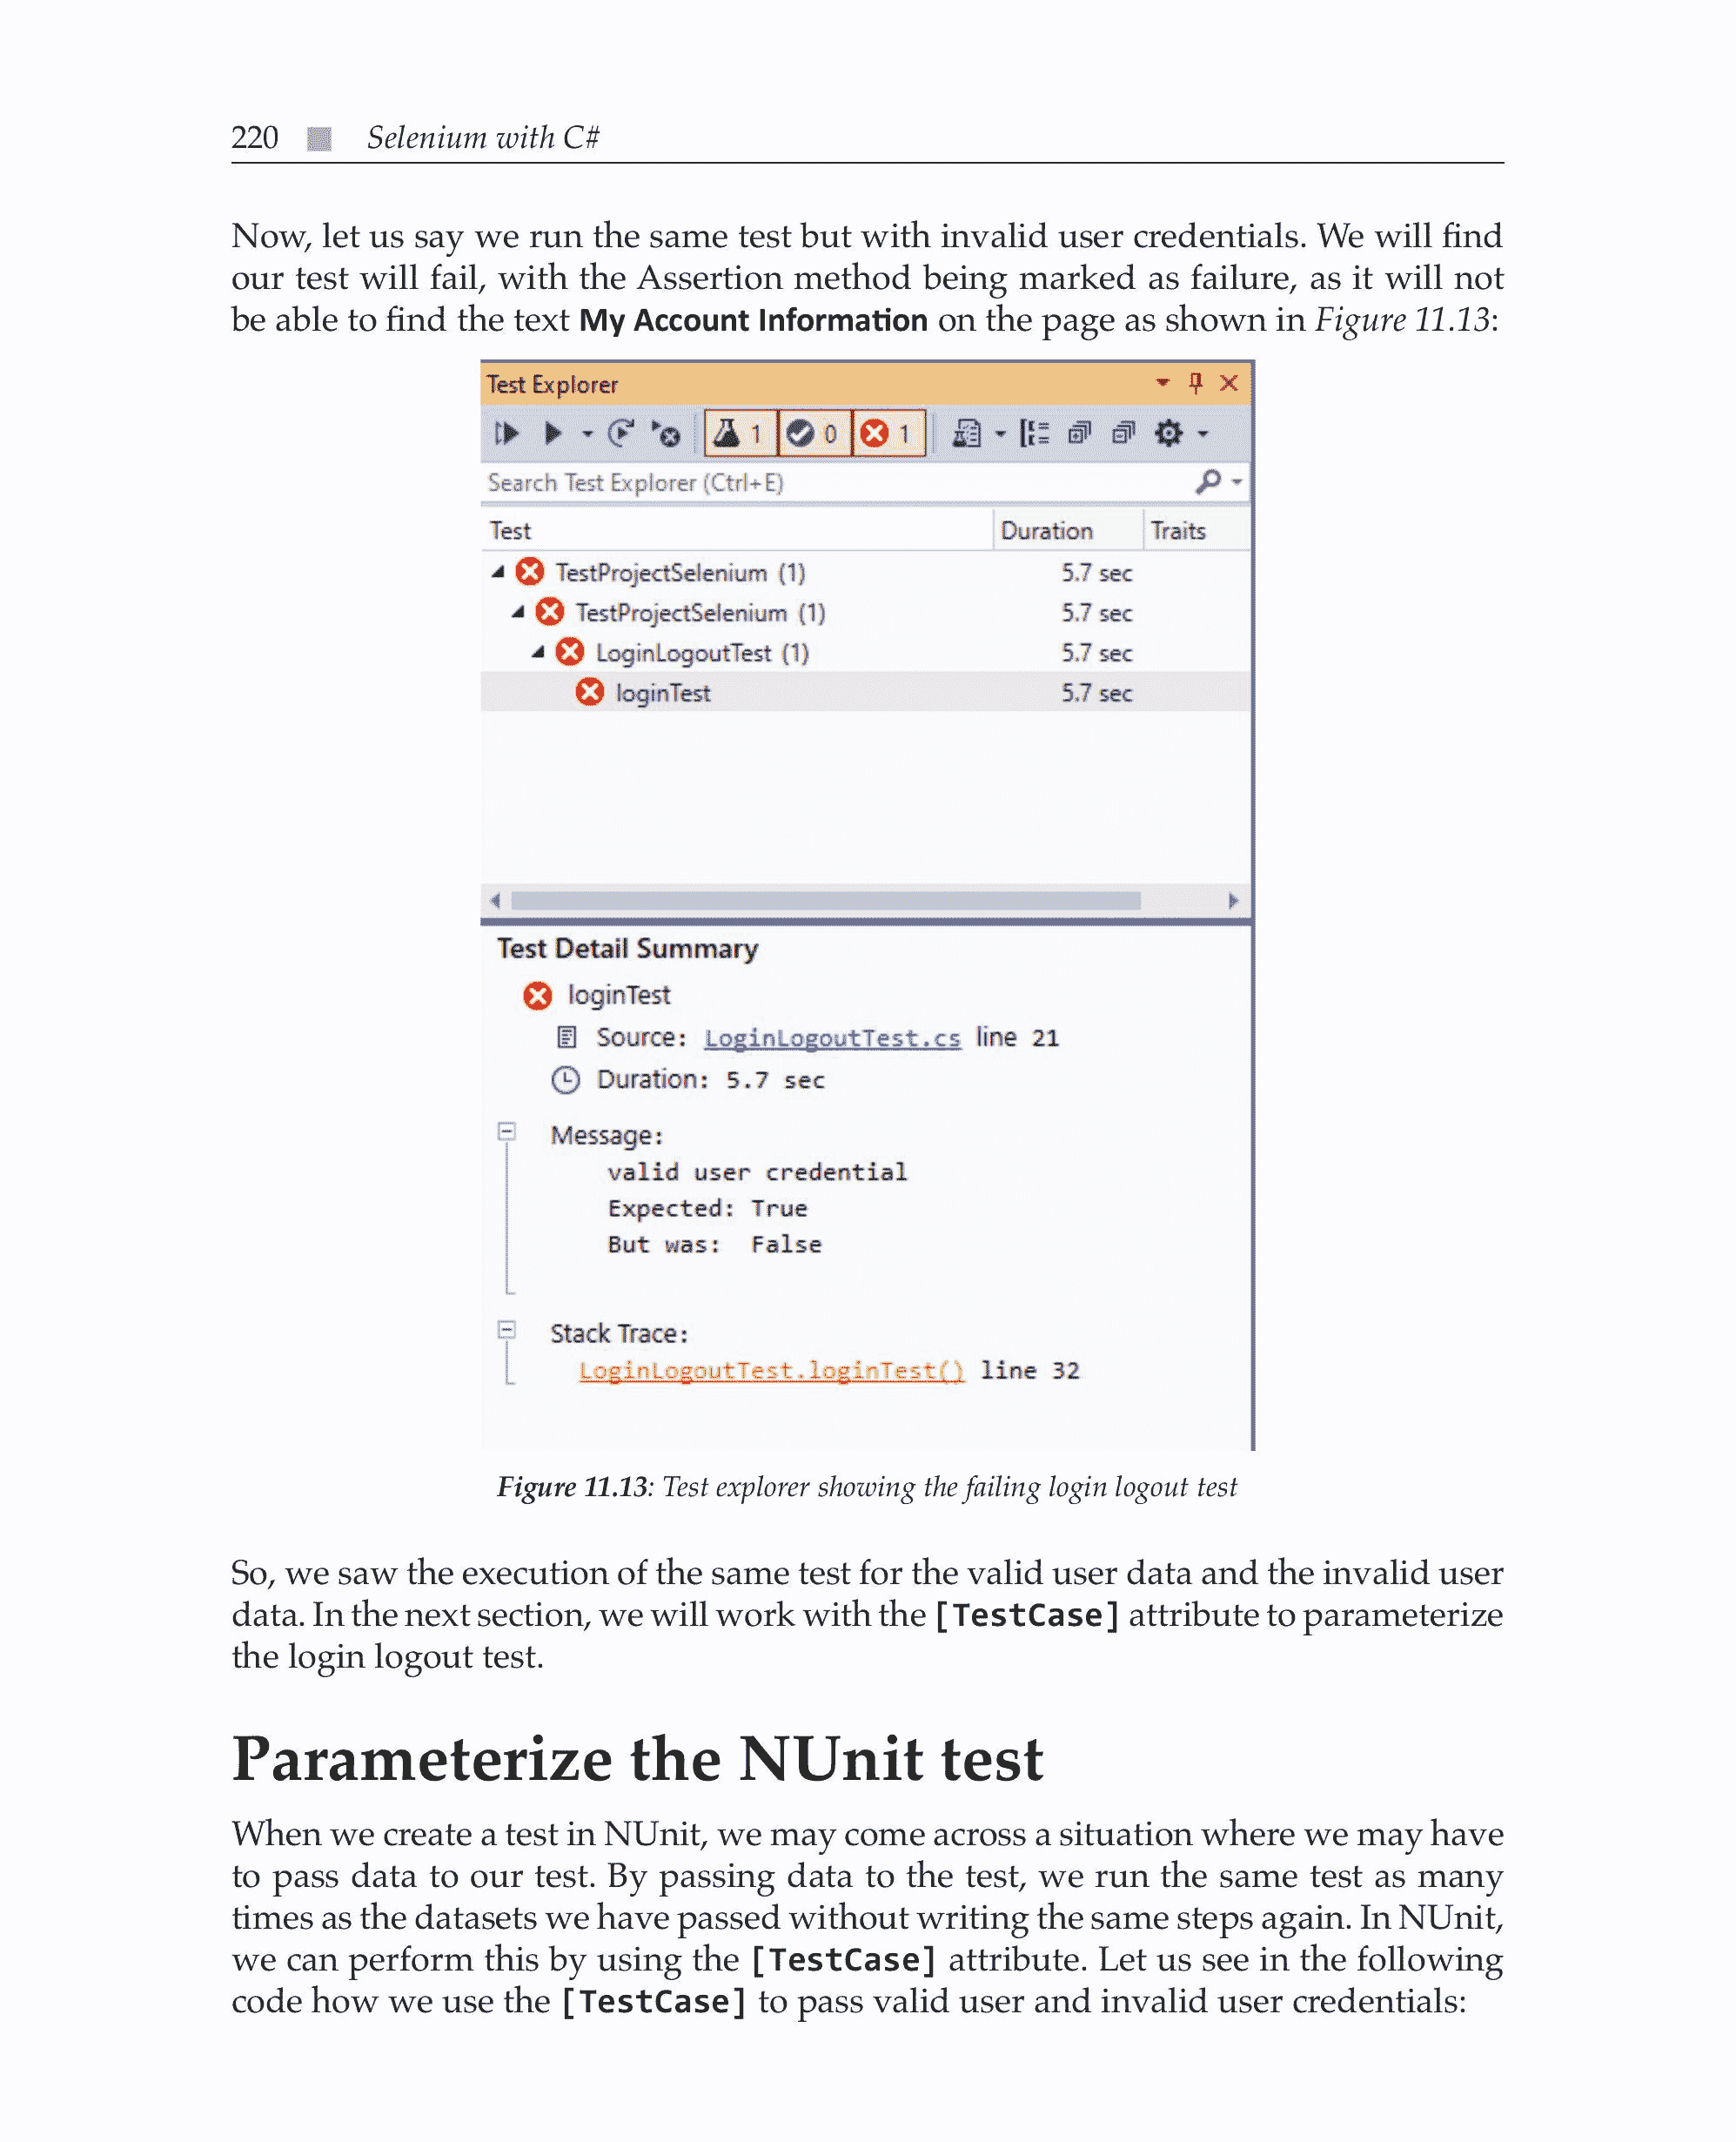 220 Selenium with C#
Now, let us say we run the same test but with invalid user credentials. We will find
our test will fail, with the Assertion method being marked as failure, as it will not
be able to find the text My Account Information on the page as shown in Figure 11.13:
Test Explorer
1 0 1
Search Test Explorer (Ctrl+E)
Test Duration Traits
TestProjectSelenium (1) 5.7 sec
TestProjectSelenium (1) 5.7 sec
LoginLogoutTest (1) 5.7 sec
loginTest 5.7 sec
Test Detail Summary
loginTest
Source: LoginLogoutTest.cs line 21
Duration: 5.7 sec
Message:
valid user credential
Expected: True
But was: False
Stack Trace:
LoginLogoutTest.loginTest() line 32
Figure 11.13: Test explorer showing the failing login logout test
So, we saw the execution of the same test for the valid user data and the invalid user
data. In the next section, we will work with the [TestCase] attribute to parameterize
the login logout test.
Parameterize the NUnit test
When we create a test in NUnit, we may come across a situation where we may have
to pass data to our test. By passing data to the test, we run the same test as many
times as the datasets we have passed without writing the same steps again. In NUnit,
we can perform this by using the [TestCase] attribute. Let us see in the following
code how we use the [TestCase] to pass valid user and invalid user credentials: